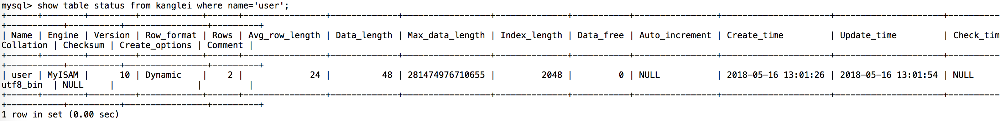 mysql> show table status from kanglei where name='user';
+------+--------+---------+------------+------+----------------+-------------+-----------------+--------------+-----------+----------------+---------------------+---------------------+----------
+-----------+----------+----------------+---------+
| Name | Engine | Version | Row_format | Rows | Avg_row_length | Data_length | Max_data_length | Index_length | Data_free | Auto_increment | Create_time         | Update_time         | Check_tim
Collation | Checksum | Create_options | Comment |
+------+--------+---------+------------+------+----------------+-------------+-----------------+--------------+-----------+----------------+---------------------+---------------------+----------
+-----------+----------+----------------+---------+
| user | MyISAM |      10 | Dynamic    |    2 |             24 |          48 | 281474976710655 |         2048 |         0 | NULL           | 2018-05-16 13:01:26 | 2018-05-16 13:01:54 | NULL
utf8_bin  | NULL     |                |         |
+------+--------+---------+------------+------+----------------+-------------+-----------------+--------------+-----------+----------------+---------------------+---------------------+----------
+-----------+----------+----------------+---------+
1 row in set (0.00 sec)